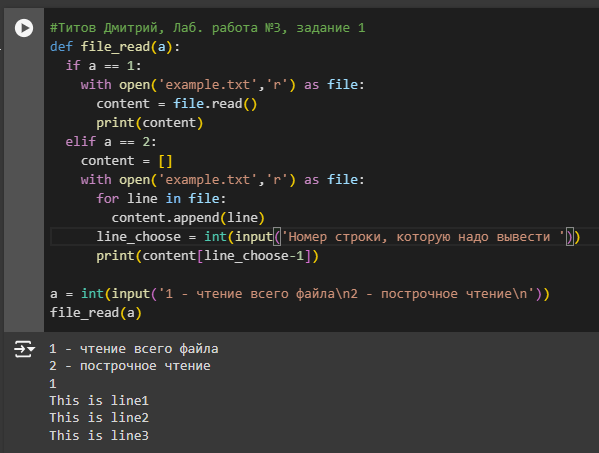 #Титов Дмитрий, Лаб. работа №3, задание 1
def file_read(a):
  if a == 1:
    with open('example.txt','r') as file:
      content = file.read()
      print(content)
  elif a == 2:
    content = []
    with open('example.txt','r') as file:
      for line in file:
        content.append(line)
      line_choose = int(input('Номер строки, которую надо вывести '))
      print(content[line_choose-1])

a = int(input('1 - чтение всего файла\n2 - построчное чтение\n'))
file_read(a)
1 - чтение всего файла
2 - построчное чтение
1
This is line1
This is line2
This is line3